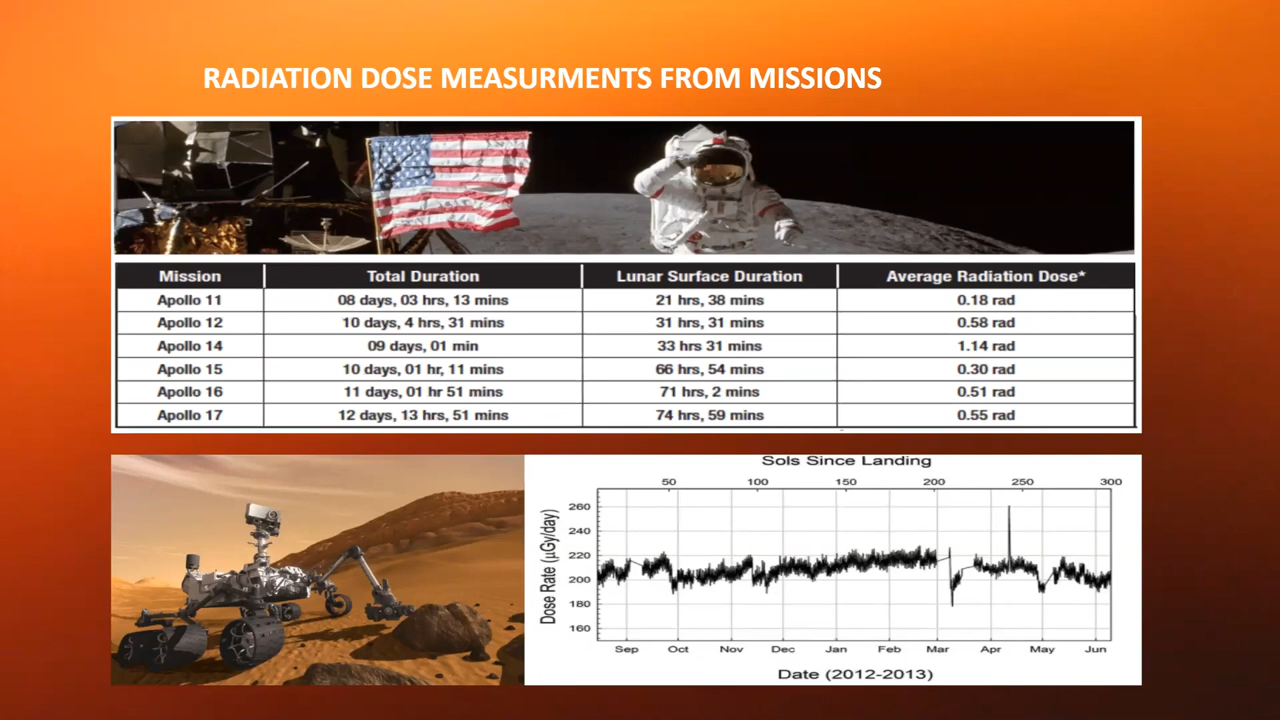 RADIATION DOSE MEASURMENTS FROM MISSIONS
Mission Total Duration Lunar Surface Duration Average Radiation Dose*
Apollo 11 08 days, 03 hrs, 13 mins 21 hrs, 38 mins 0.18 rad
Apollo 12 10 days, 4 hrs, 31 mins 31 hrs, 31 mins 0.58 rad
Apollo 14 09 days, 01 min 33 hrs 31 mins 1.14 rad
Apollo 15 10 days, 01 hr, 11 mins 66 hrs, 54 mins 0.30 rad
Apollo 16 11 days, 01 hr 51 mins 71 hrs, 2 mins 0.51 rad
Apollo 17 12 days, 13 hrs, 51 mins 74 hrs, 59 mins 0.55 rad
Sols Since Landing
50 100 150 200 250 300
Dose Rate (μGy/day)
260
240
220
200
180
160
Sep Oct Nov Dec Jan Feb Mar Apr May Jun
Date (2012-2013)